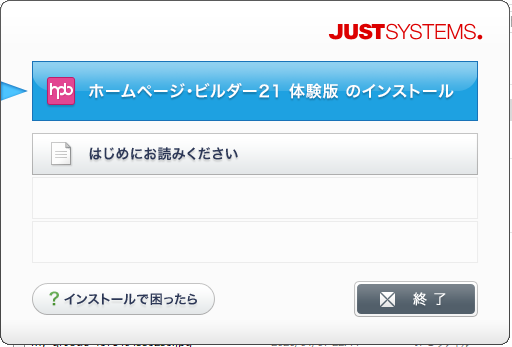 JUSTSYSTEMS.
hpb
ホームページ・ビルダー21 体験版 のインストール
はじめにお読みください
? インストールで困ったら
終 了